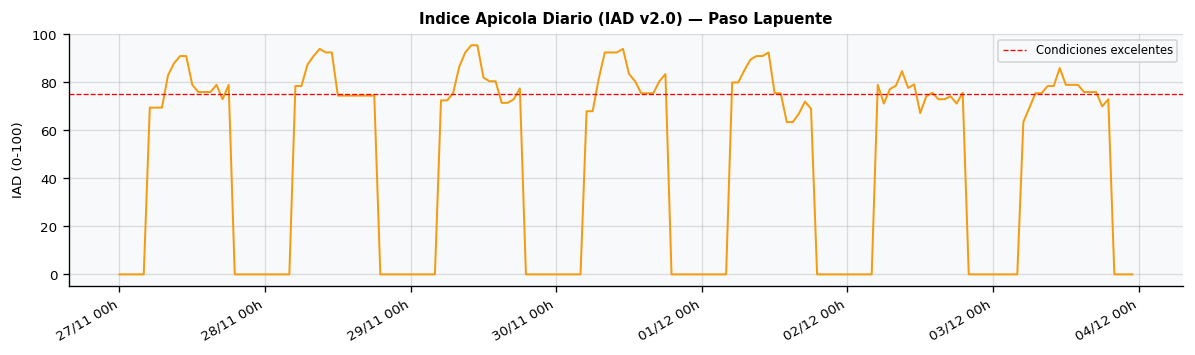 Indice Apicola Diario (IAD v2.0) — Paso Lapuente
Condiciones excelentes
IAD (0-100)
100
80
60
40
20
0
27/11 00h
28/11 00h
29/11 00h
30/11 00h
01/12 00h
02/12 00h
03/12 00h
04/12 00h